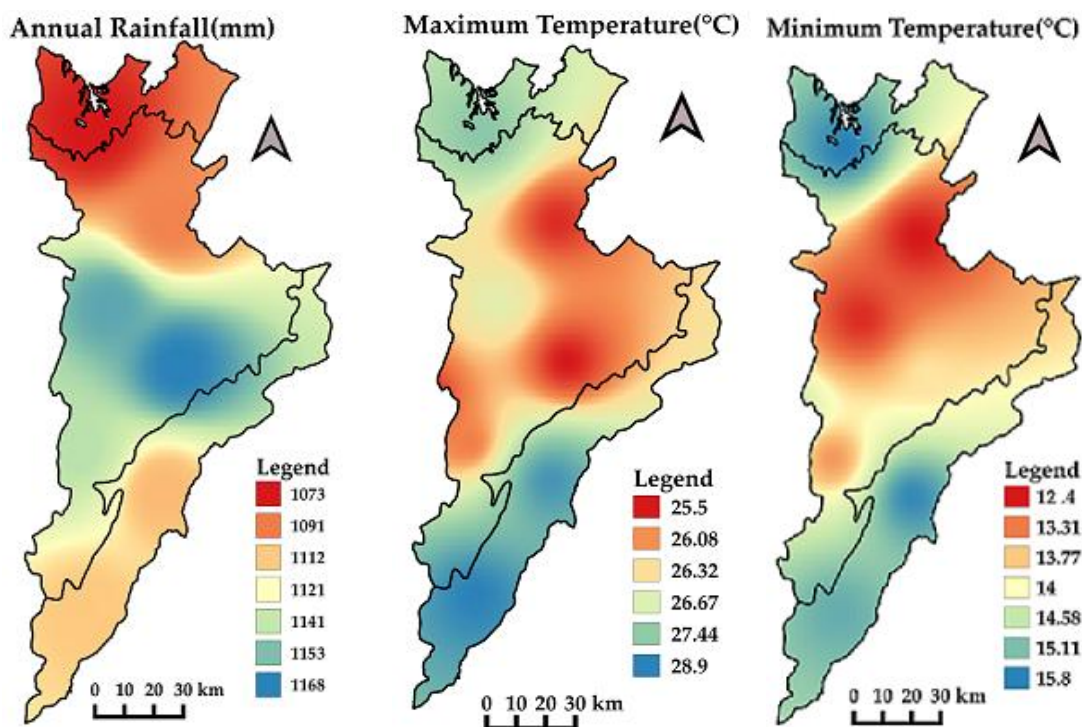 Annual Rainfall(mm)
Maximum Temperature(°C)
Minimum Temperature(°C)
Legend
1073
1091
1112
1121
1141
1153
1168
0 10 20 30 km
Legend
25.5
26.08
26.32
26.67
27.44
28.9
0 10 20 30 km
Legend
12 .4
13.31
13.77
14
14.58
15.11
15.8
0 10 20 30 km